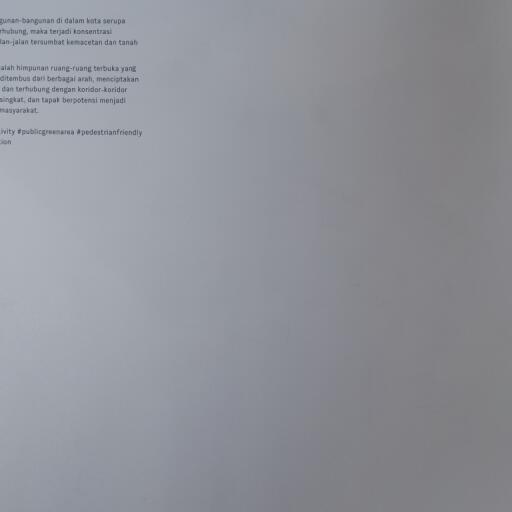 gunan-bangunan di dalam kota serupa
rhubung, maka terjadi konsentrasi
lan-jalan tersumbat kemacetan dan tanah
alah himpunan ruang-ruang terbuka yang
ditembus dari berbagai arah, menciptakan
dan terhubung dengan koridor-koridor
singkat, dan tapak berpotensi menjadi
masyarakat.
ivity #publicgreenarea #pedestrianfriendly
ion